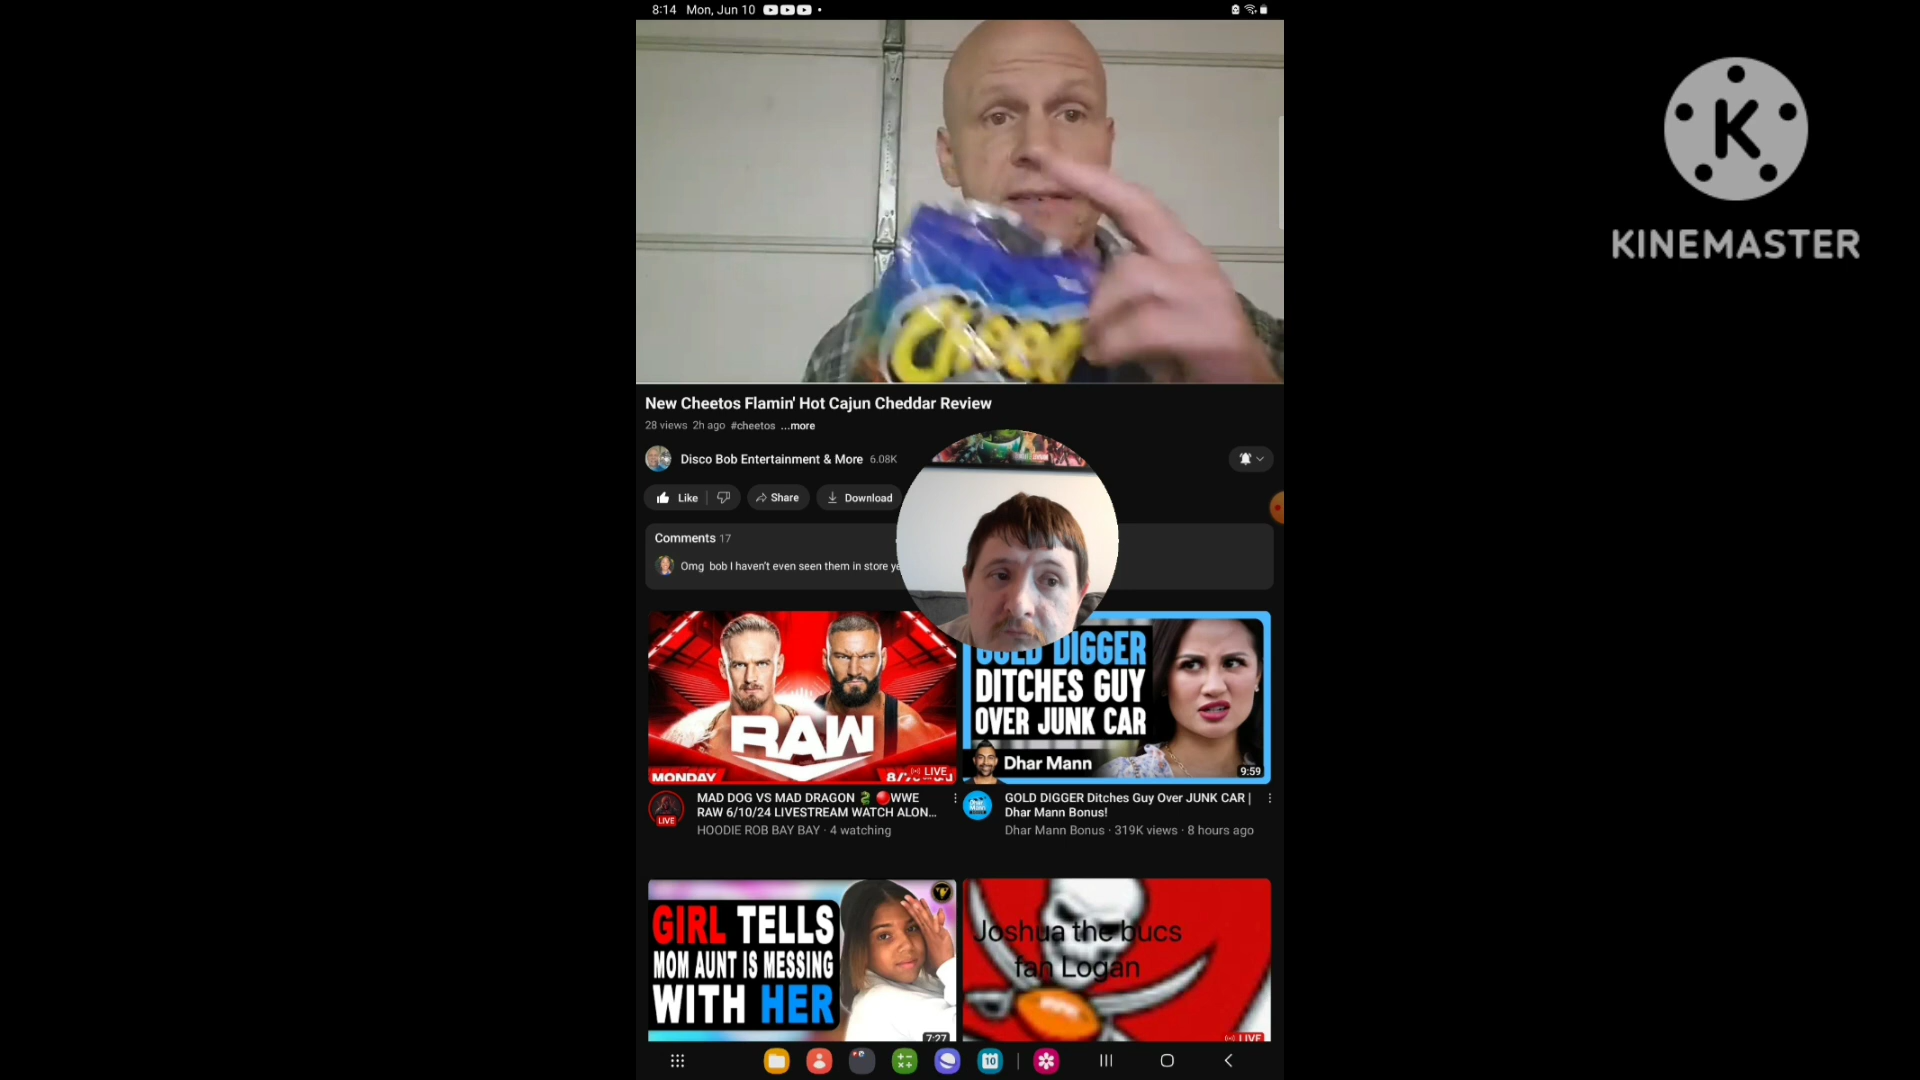 8:14 Mon, Jun 10
K
KINEMASTER
New Cheetos Flamin' Hot Cajun Cheddar Review
28 views 2h ago #cheetos ...more
Disco Bob Entertainment & More 6.08K
Like
Share
Download
Comments 17
Omg bob I haven't even seen them in store
RAW
MONDAY
LIVE
GOLD DIGGER
DITCHES GUY
OVER JUNK CAR
Dhar Mann
9:59
LIVE
MAD DOG VS MAD DRAGON 🐉 🔴WWE
RAW 6/10/24 LIVESTREAM WATCH ALON...
HOODIE ROB BAY BAY · 4 watching
GOLD DIGGER Ditches Guy Over JUNK CAR |
Dhar Mann Bonus!
Dhar Mann Bonus · 319K views · 8 hours ago
GIRL TELLS
MOM AUNT IS MESSING
WITH HER
7:27
Joshua the bucs
fan Logan
LIVE
10